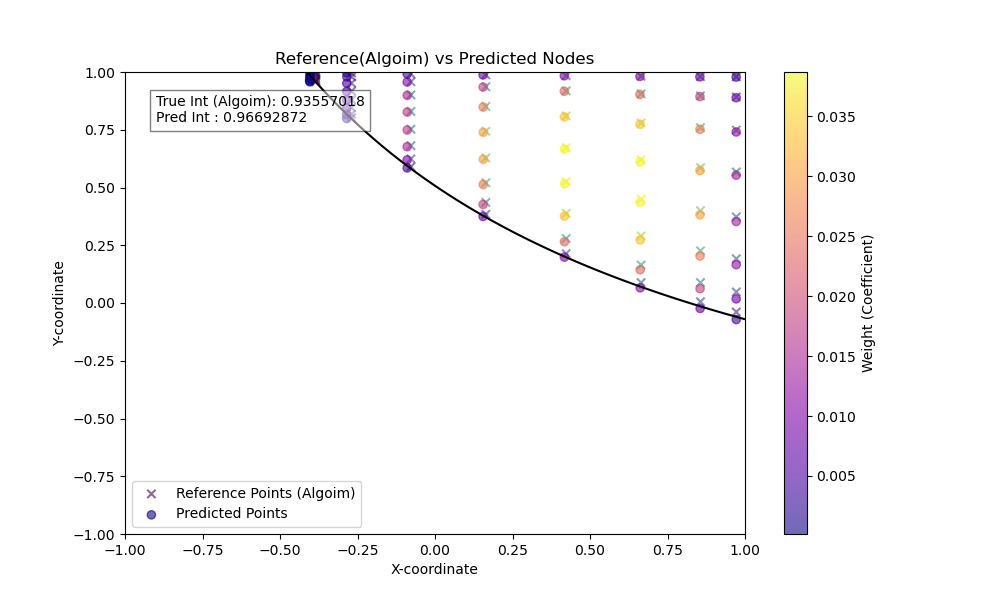 Reference(Algoim) vs Predicted Nodes
True Int (Algoim): 0.93557018
Pred Int : 0.96692872
Y-coordinate
1.00
0.75
0.50
0.25
0.00
−0.25
−0.50
−0.75
−1.00
Reference Points (Algoim)
Predicted Points
−1.00 −0.75 −0.50 −0.25 0.00 0.25 0.50 0.75 1.00
X-coordinate
0.035
0.030
0.025
0.020
0.015
0.010
0.005
Weight (Coefficient)